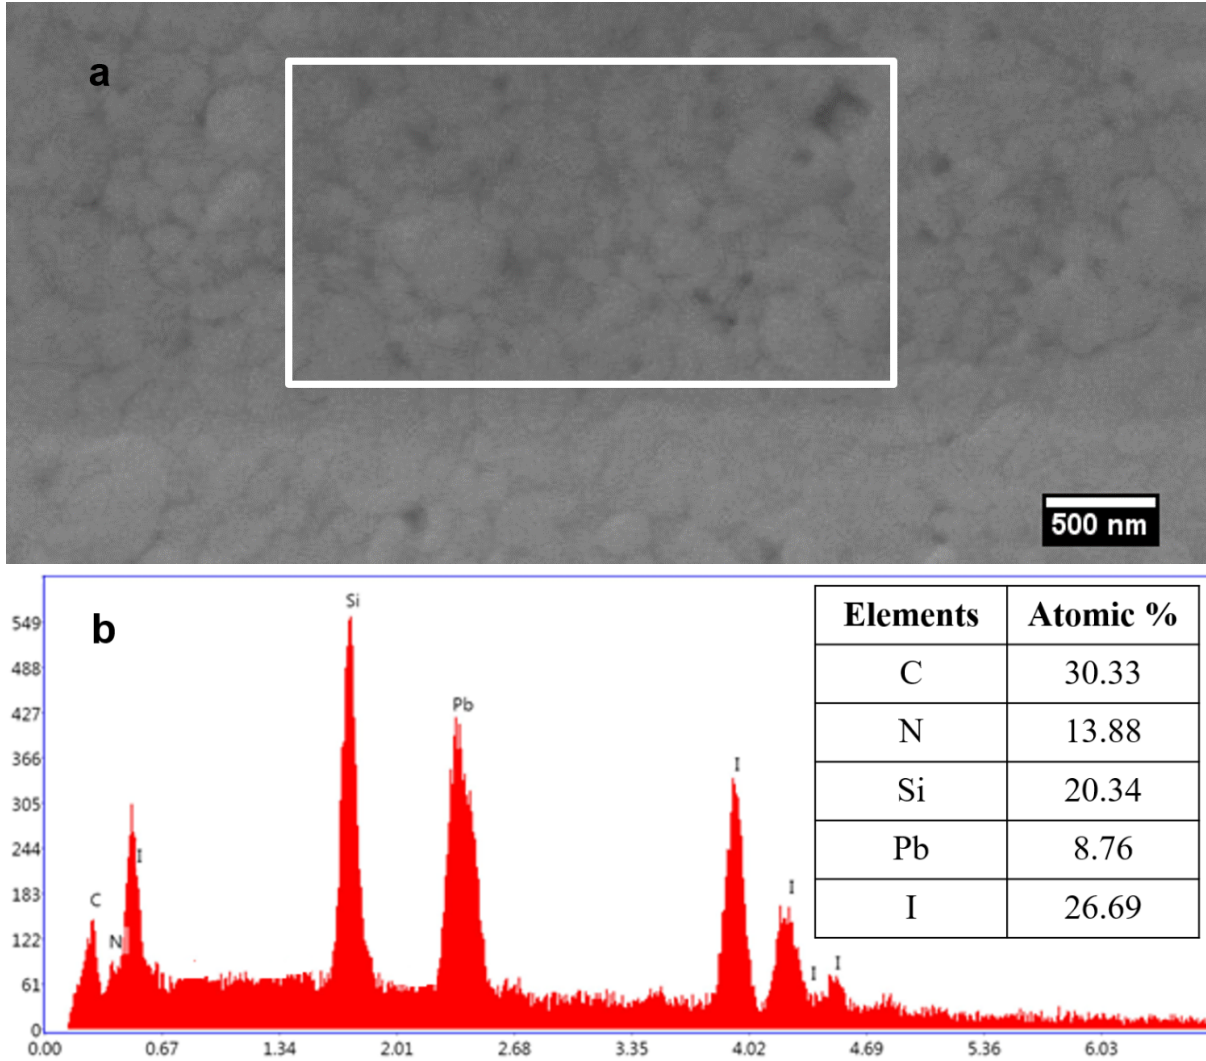 a
500 nm
b
Elements Atomic %
C 30.33
N 13.88
Si 20.34
Pb 8.76
I 26.69
549
488
427
366
305
244
183
122
61
0
Si
Pb
I
I
C
N
I
I
I
0.00 0.67 1.34 2.01 2.68 3.35 4.02 4.69 5.36 6.03